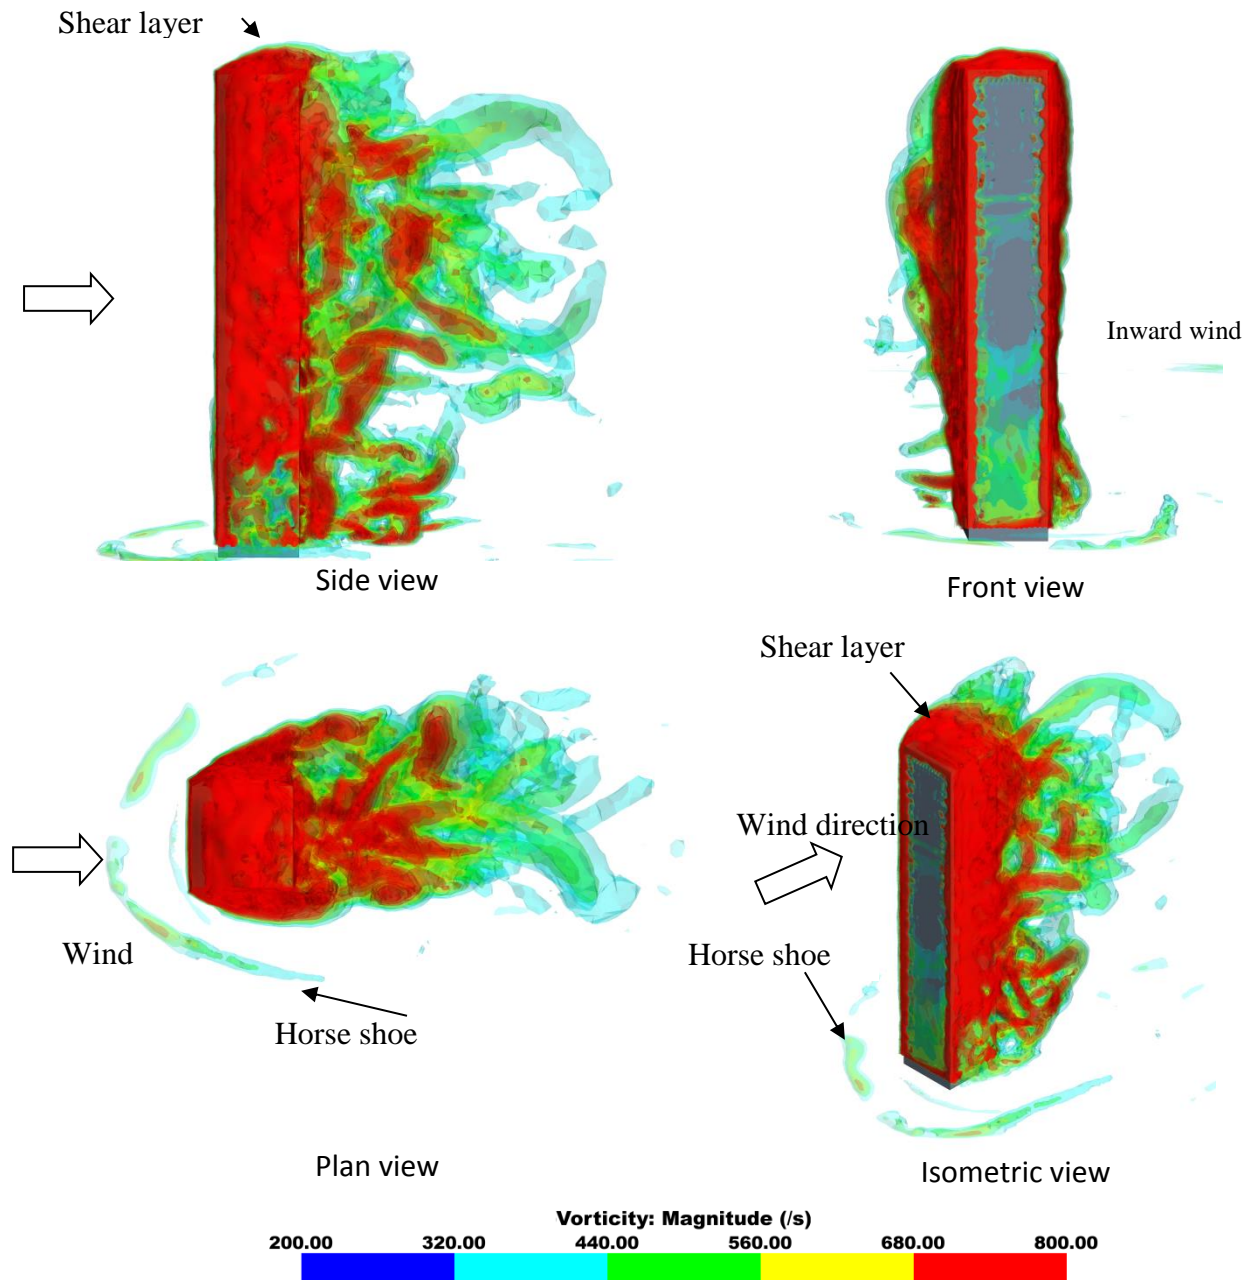 Shear layer
Inward wind
Side view
Front view
Shear layer
Wind direction
Wind
Horse shoe
Horse shoe
Plan view
Isometric view
Vorticity: Magnitude (/s)
200.00 320.00 440.00 560.00 680.00 800.00